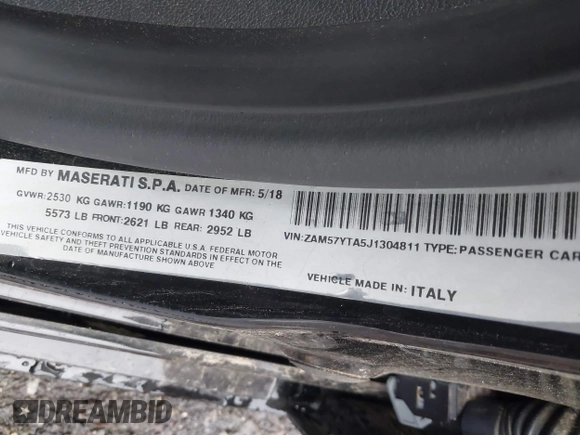 MFD BY MASERATI S.P.A. DATE OF MFR: 5/18
GVWR:2530 KG GAWR:1190 KG GAWR 1340 KG
5573 LB FRONT:2621 LB REAR: 2952 LB
THIS VEHICLE CONFORMS TO ALL APPLICABLE U.S.A. FEDERAL MOTOR
VEHICLE SAFETY AND THEFT PREVENTION STANDARDS IN EFFECT ON
THE DATE OF MANUFACTURE SHOWN ABOVE
VIN:ZAM57YTA5J1304811 TYPE:PASSENGER CAR
VEHICLE MADE IN: ITALY
DREAMBID